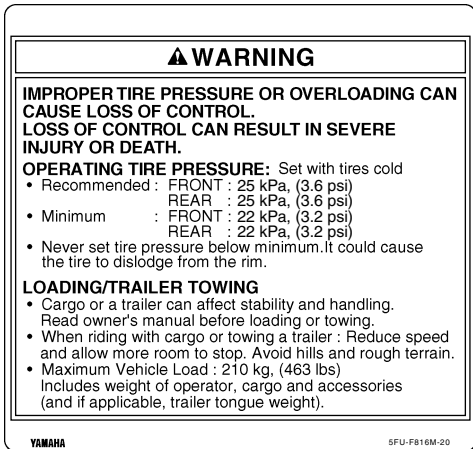 ⚠WARNING
IMPROPER TIRE PRESSURE OR OVERLOADING CAN
CAUSE LOSS OF CONTROL.
LOSS OF CONTROL CAN RESULT IN SEVERE
INJURY OR DEATH.
OPERATING TIRE PRESSURE: Set with tires cold
• Recommended : FRONT : 25 kPa, (3.6 psi)
REAR : 25 kPa, (3.6 psi)
• Minimum : FRONT : 22 kPa, (3.2 psi)
REAR : 22 kPa, (3.2 psi)
• Never set tire pressure below minimum.It could cause
the tire to dislodge from the rim.
LOADING/TRAILER TOWING
• Cargo or a trailer can affect stability and handling.
Read owner's manual before loading or towing.
• When riding with cargo or towing a trailer : Reduce speed
and allow more room to stop. Avoid hills and rough terrain.
• Maximum Vehicle Load : 210 kg, (463 lbs)
Includes weight of operator, cargo and accessories
(and if applicable, trailer tongue weight).
YAMAHA 5FU-F816M-20